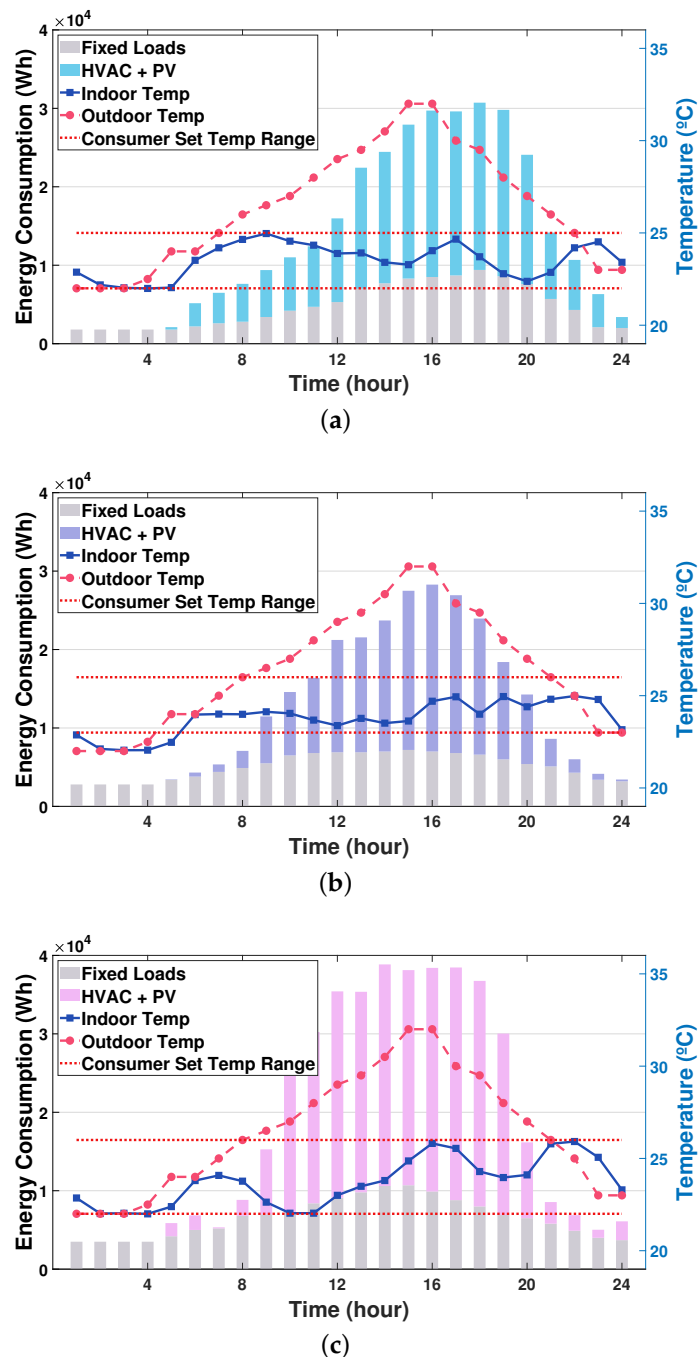 ×10⁴
4
3
2
1
0
Energy Consumption (Wh)
Fixed Loads
HVAC + PV
Indoor Temp
Outdoor Temp
Consumer Set Temp Range
35
30
25
20
Temperature (ºC)
4 8 12 16 20 24
Time (hour)
(a)
×10⁴
4
3
2
1
0
Energy Consumption (Wh)
Fixed Loads
HVAC + PV
Indoor Temp
Outdoor Temp
Consumer Set Temp Range
35
30
25
20
Temperature (ºC)
4 8 12 16 20 24
Time (hour)
(b)
×10⁴
4
3
2
1
0
Energy Consumption (Wh)
Fixed Loads
HVAC + PV
Indoor Temp
Outdoor Temp
Consumer Set Temp Range
35
30
25
20
Temperature (ºC)
4 8 12 16 20 24
Time (hour)
(c)